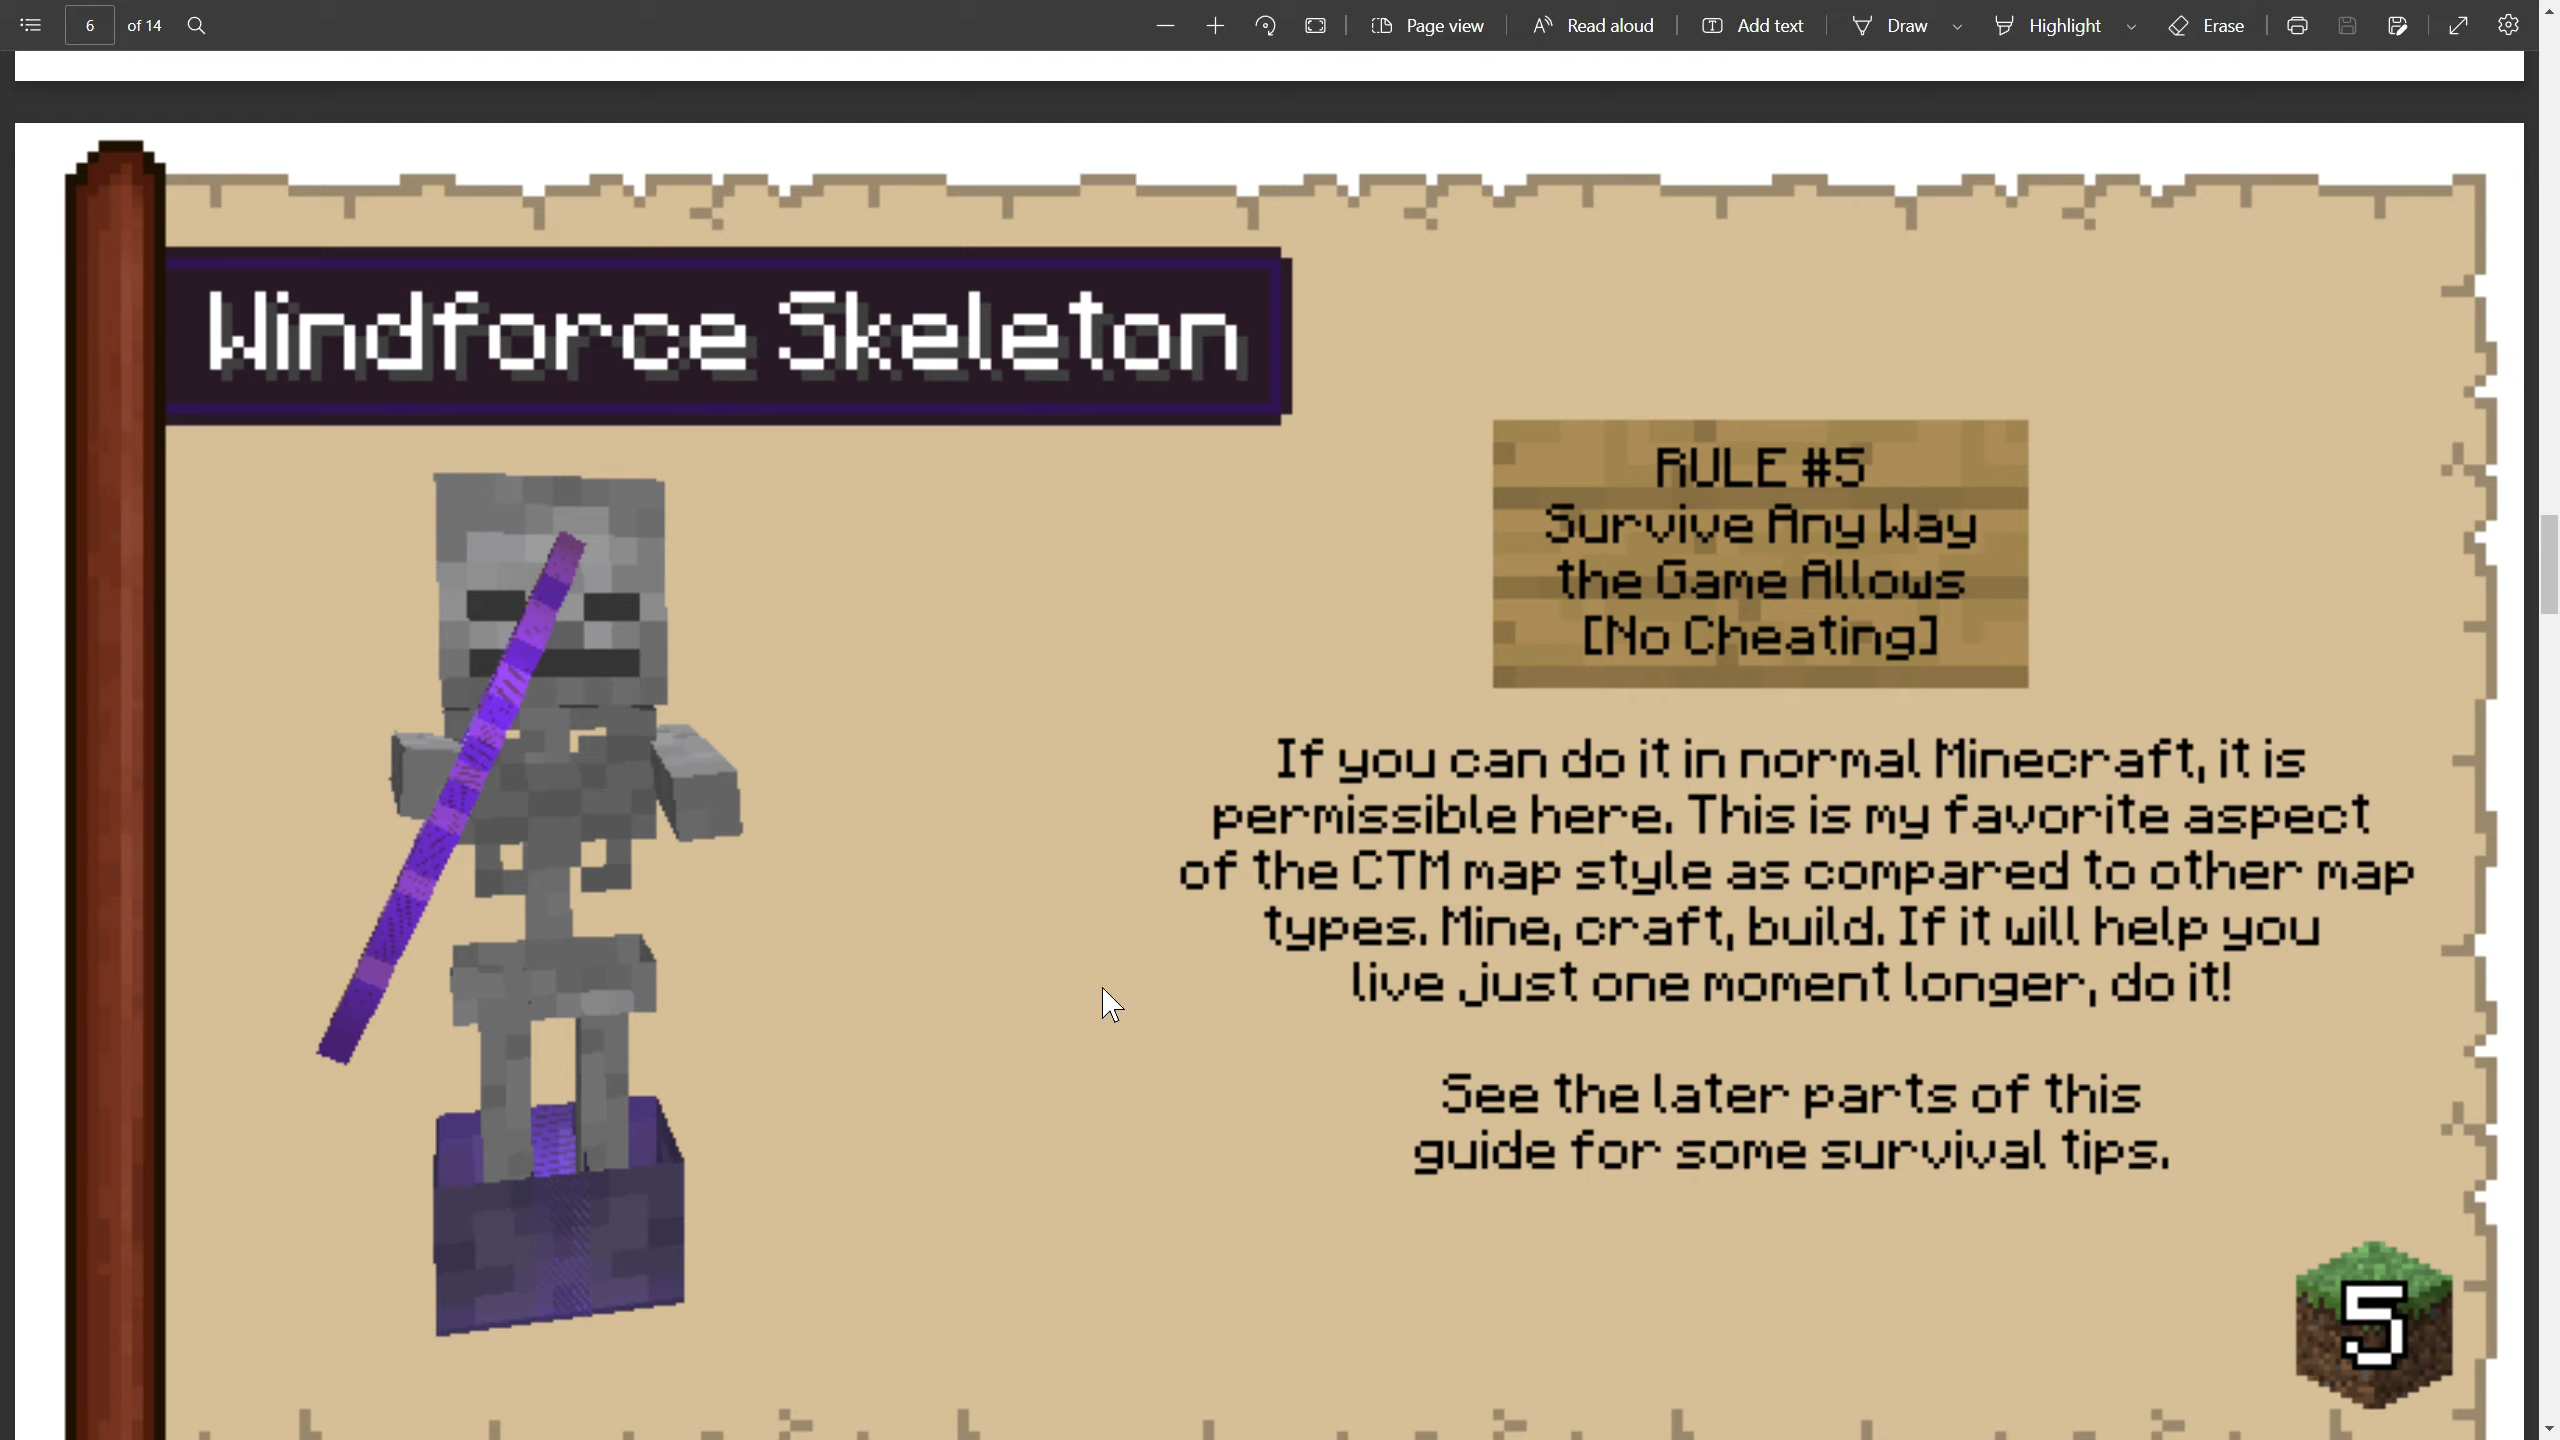 6 of 14 Page view Read aloud Add text Draw Highlight Erase
Windforce Skeleton
RULE #5
Survive Any Way
the Game Allows
[No Cheating]
If you can do it in normal Minecraft, it is
permissible here. This is my favorite aspect
of the CTM map style as compared to other map
types. Mine, craft, build. If it will help you
live just one moment longer, do it!
See the later parts of this
guide for some survival tips.
5